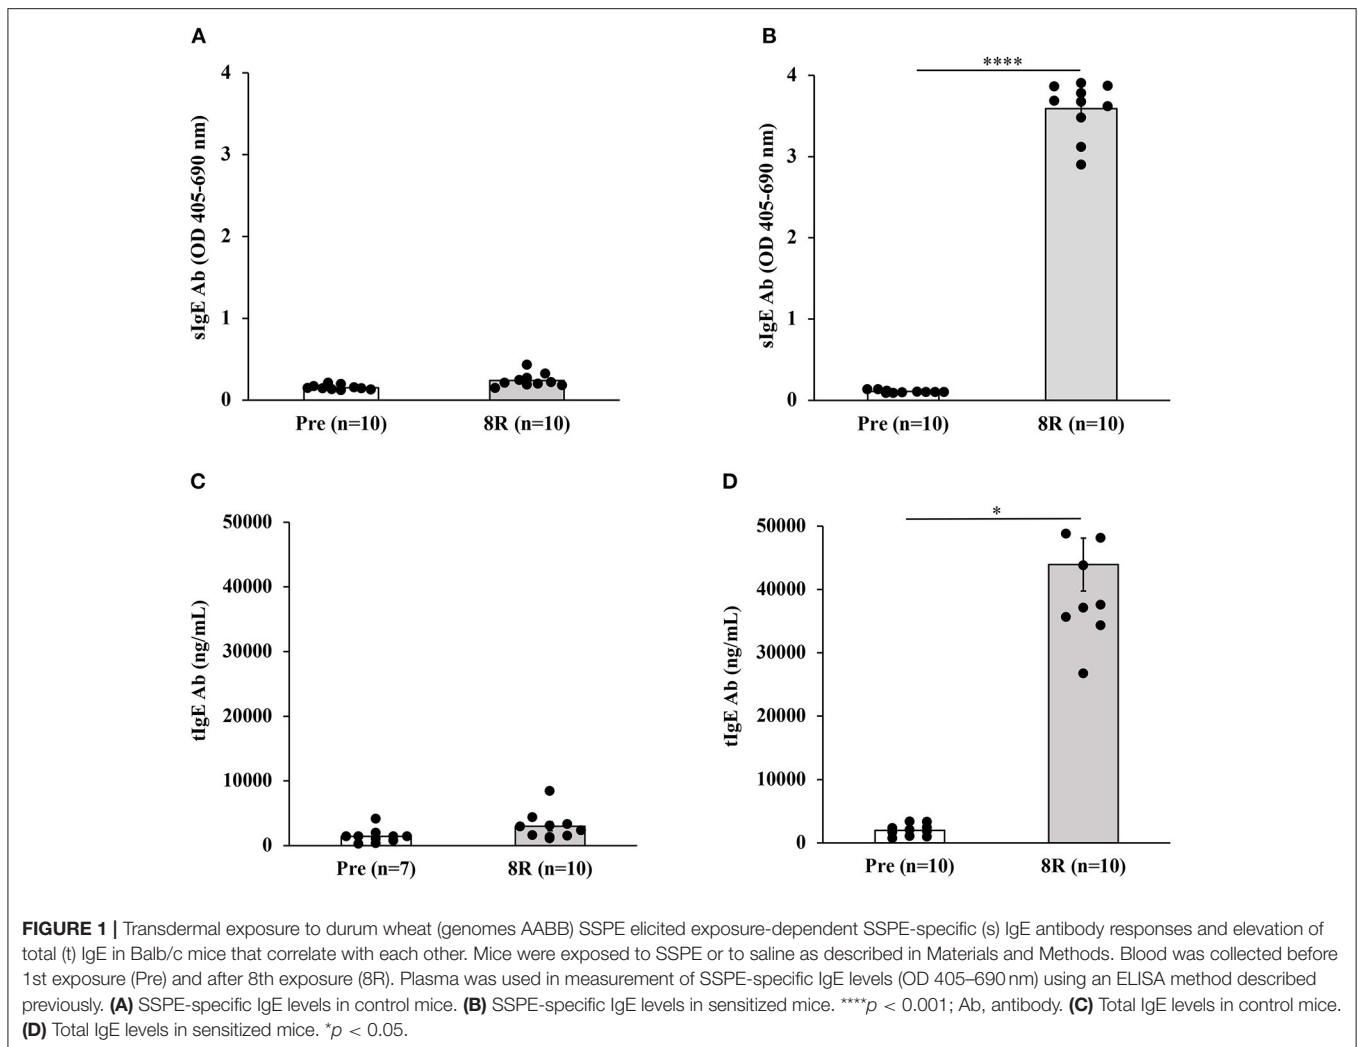 A
4
3
2
1
0
sIgE Ab (OD 405-690 nm)
Pre (n=10)
8R (n=10)
B
****
4
3
2
1
0
sIgE Ab (OD 405-690 nm)
Pre (n=10)
8R (n=10)
C
50000
40000
30000
20000
10000
0
tIgE Ab (ng/mL)
Pre (n=7)
8R (n=10)
D
*
50000
40000
30000
20000
10000
0
tIgE Ab (ng/mL)
Pre (n=10)
8R (n=10)
FIGURE 1 | Transdermal exposure to durum wheat (genomes AABB) SSPE elicited exposure-dependent SSPE-specific (s) IgE antibody responses and elevation of
total (t) IgE in Balb/c mice that correlate with each other. Mice were exposed to SSPE or to saline as described in Materials and Methods. Blood was collected before
1st exposure (Pre) and after 8th exposure (8R). Plasma was used in measurement of SSPE-specific IgE levels (OD 405–690 nm) using an ELISA method described
previously. (A) SSPE-specific IgE levels in control mice. (B) SSPE-specific IgE levels in sensitized mice. ****p < 0.001; Ab, antibody. (C) Total IgE levels in control mice.
(D) Total IgE levels in sensitized mice. *p < 0.05.